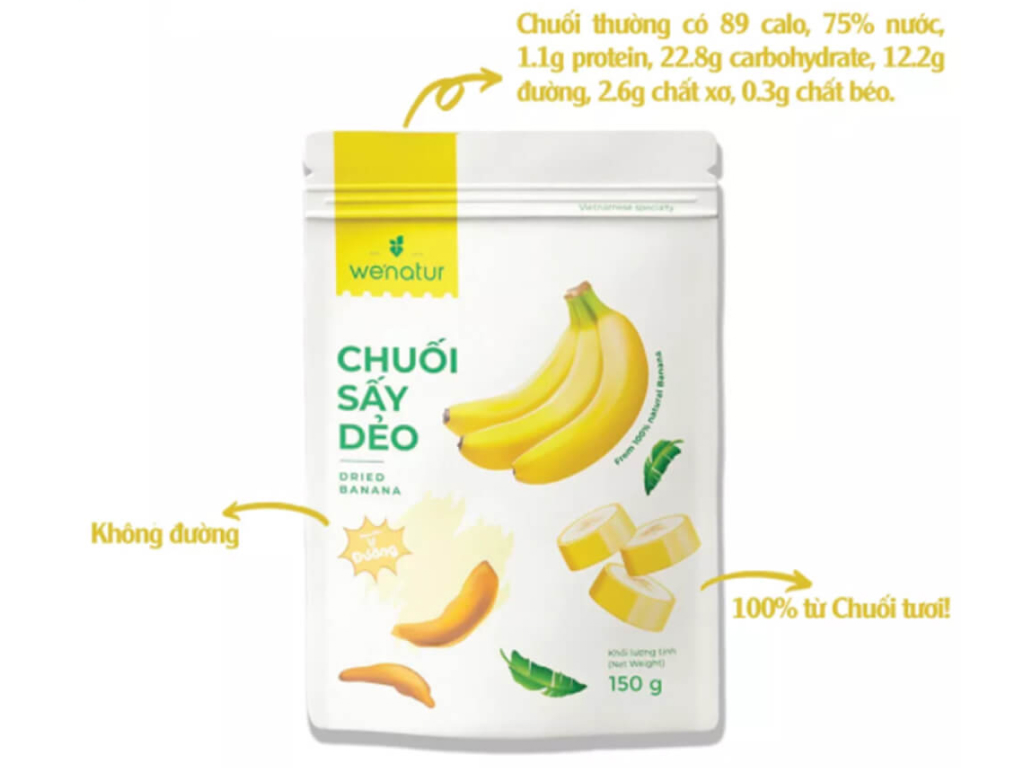 Chuối thường có 89 calo, 75% nước,
1.1g protein, 22.8g carbohydrate, 12.2g
đường, 2.6g chất xơ, 0.3g chất béo.
Vietnamese specialty
we'natur
CHUỐI
SẤY
DẺO
DRIED
BANANA
From 100% natural Banana
Không đường
Đường
100% từ Chuối tươi!
Khối lượng tịnh
(Net Weight)
150 g